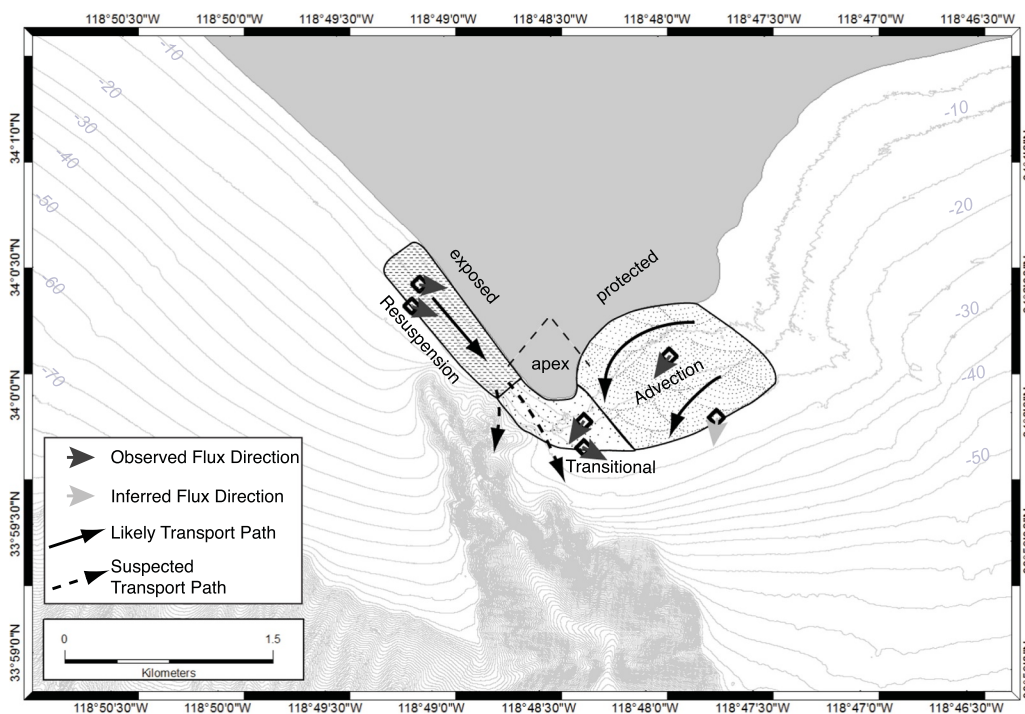 118°50'30"W 118°50'0"W 118°49'30"W 118°49'0"W 118°48'30"W 118°48'0"W 118°47'30"W 118°47'0"W 118°46'30"W
34°1'0"N
34°0'30"N
34°0'0"N
33°59'30"N
33°59'0"N
-10
-20
-30
-40
-50
-60
-70
-10
-20
-30
-40
-50
exposed
protected
Resuspension
apex
Advection
Transitional
Observed Flux Direction
Inferred Flux Direction
Likely Transport Path
Suspected
Transport Path
0 1.5
Kilometers
118°50'30"W 118°50'0"W 118°49'30"W 118°49'0"W 118°48'30"W 118°48'0"W 118°47'30"W 118°47'0"W 118°46'30"W